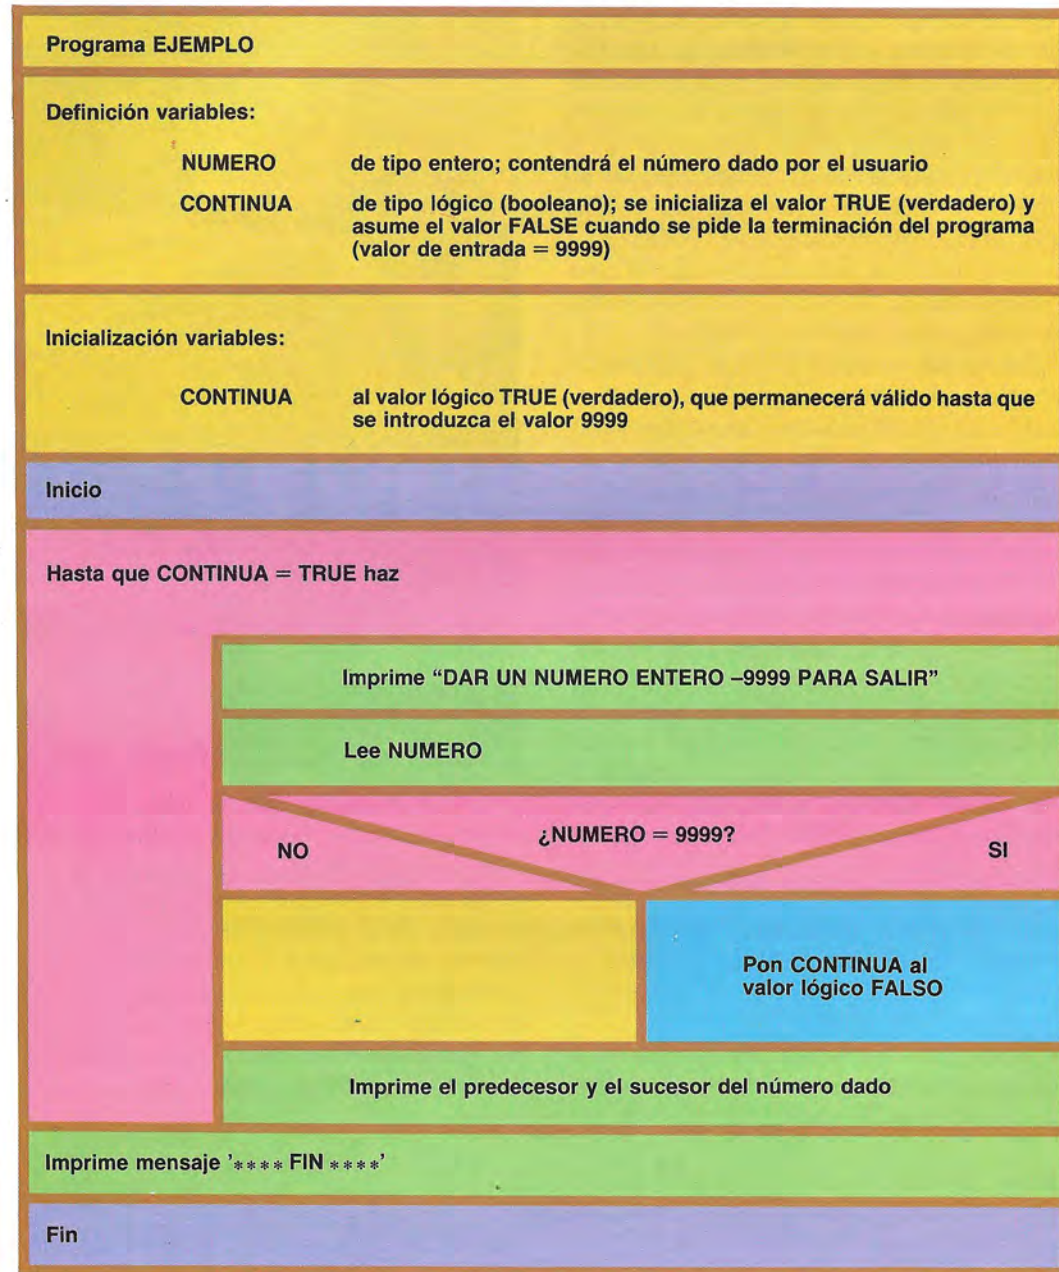 Programa EJEMPLO
Definición variables:
NUMERO de tipo entero; contendrá el número dado por el usuario
CONTINUA de tipo lógico (booleano); se inicializa el valor TRUE (verdadero) y
asume el valor FALSE cuando se pide la terminación del programa
(valor de entrada = 9999)
Inicialización variables:
CONTINUA al valor lógico TRUE (verdadero), que permanecerá válido hasta que
se introduzca el valor 9999
Inicio
Hasta que CONTINUA = TRUE haz
Imprime “DAR UN NUMERO ENTERO –9999 PARA SALIR”
Lee NUMERO
¿NUMERO = 9999?
NO
SI
Pon CONTINUA al
valor lógico FALSO
Imprime el predecesor y el sucesor del número dado
Imprime mensaje '**** FIN ****'
Fin